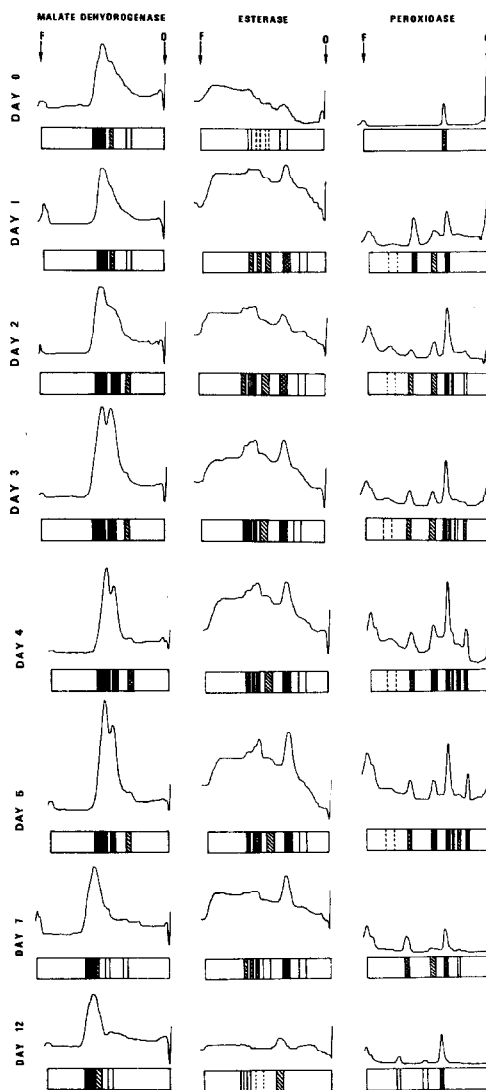 MALATE DEHYDROGENASE ESTERASE PEROXIDASE
F O F O F
DAY 0
DAY 1
DAY 2
DAY 3
DAY 4
DAY 5
DAY 7
DAY 12